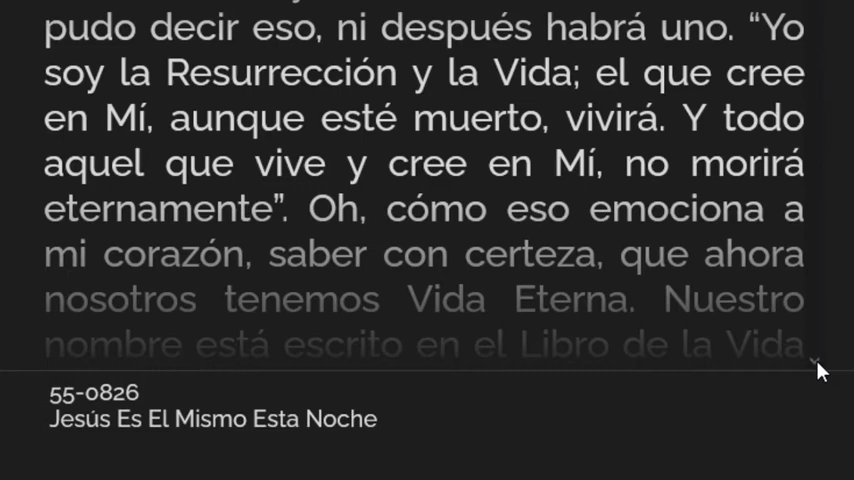 pudo decir eso, ni después habrá uno. “Yo
soy la Resurrección y la Vida; el que cree
en Mí, aunque esté muerto, vivirá. Y todo
aquel que vive y cree en Mí, no morirá
eternamente”. Oh, cómo eso emociona a
mi corazón, saber con certeza, que ahora
nosotros tenemos Vida Eterna. Nuestro
nombre está escrito en el Libro de la Vida
55-0826
Jesús Es El Mismo Esta Noche